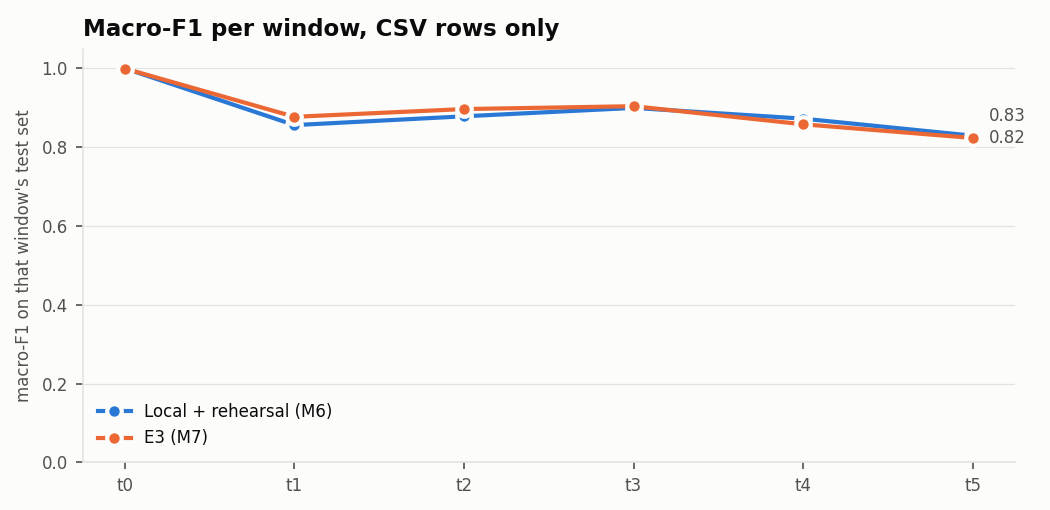 Macro-F1 per window, CSV rows only
macro-F1 on that window's test set
1.0
0.8
0.6
0.4
0.2
0.0
0.83
0.82
Local + rehearsal (M6)
E3 (M7)
t0
t1
t2
t3
t4
t5